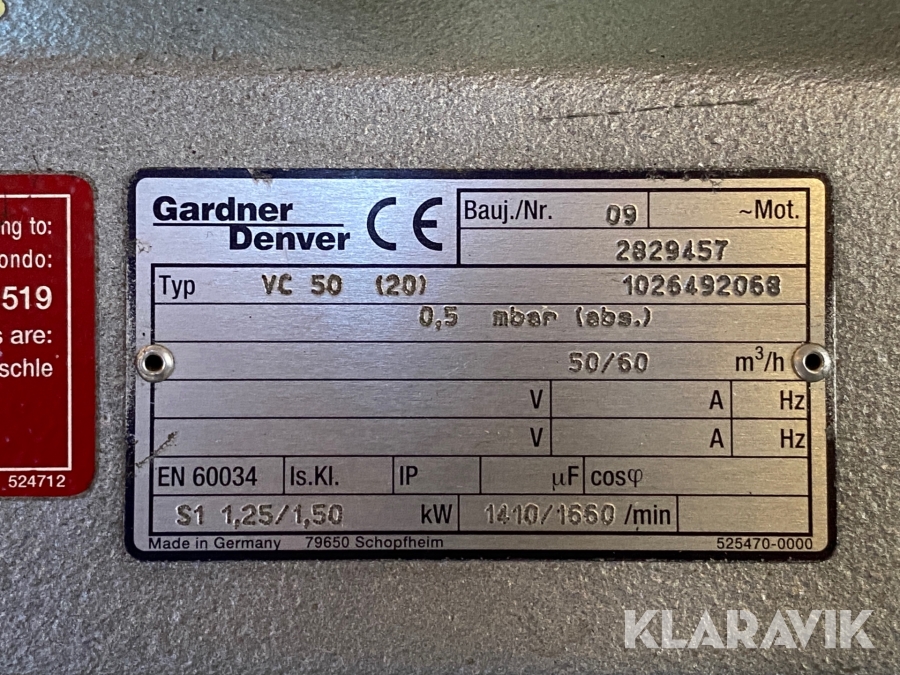 ng to:
ondo:
519
s are:
schle
524712
Gardner
Denver
CE
Bauj./Nr. 09 ~Mot.
2829457
Typ VC 50 (20) 1026492068
0,5 mbar (abs.)
50/60 m³/h
V A Hz
V A Hz
EN 60034 Is.Kl. IP µF cosφ
S1 1,25/1,50 kW 1410/1660 /min
Made in Germany 79650 Schopfheim 525470-0000
KLARAVIK